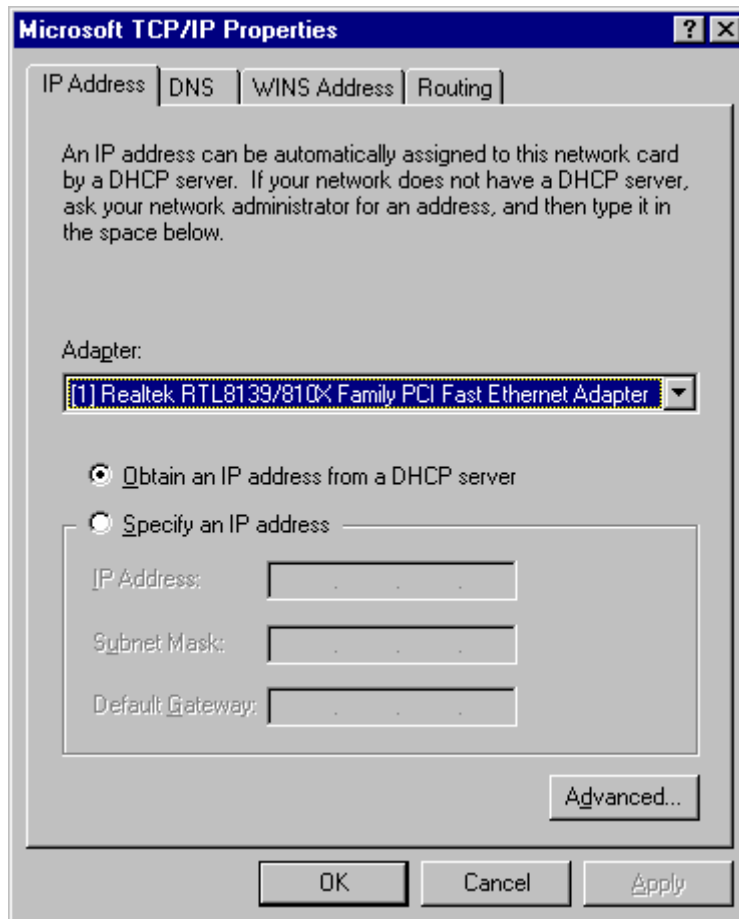 Microsoft TCP/IP Properties
IP Address DNS WINS Address Routing
An IP address can be automatically assigned to this network card
by a DHCP server. If your network does not have a DHCP server,
ask your network administrator for an address, and then type it in
the space below.
Adapter:
[1] Realtek RTL8139/810X Family PCI Fast Ethernet Adapter
Obtain an IP address from a DHCP server
Specify an IP address
IP Address:
Subnet Mask:
Default Gateway:
Advanced...
OK Cancel Apply